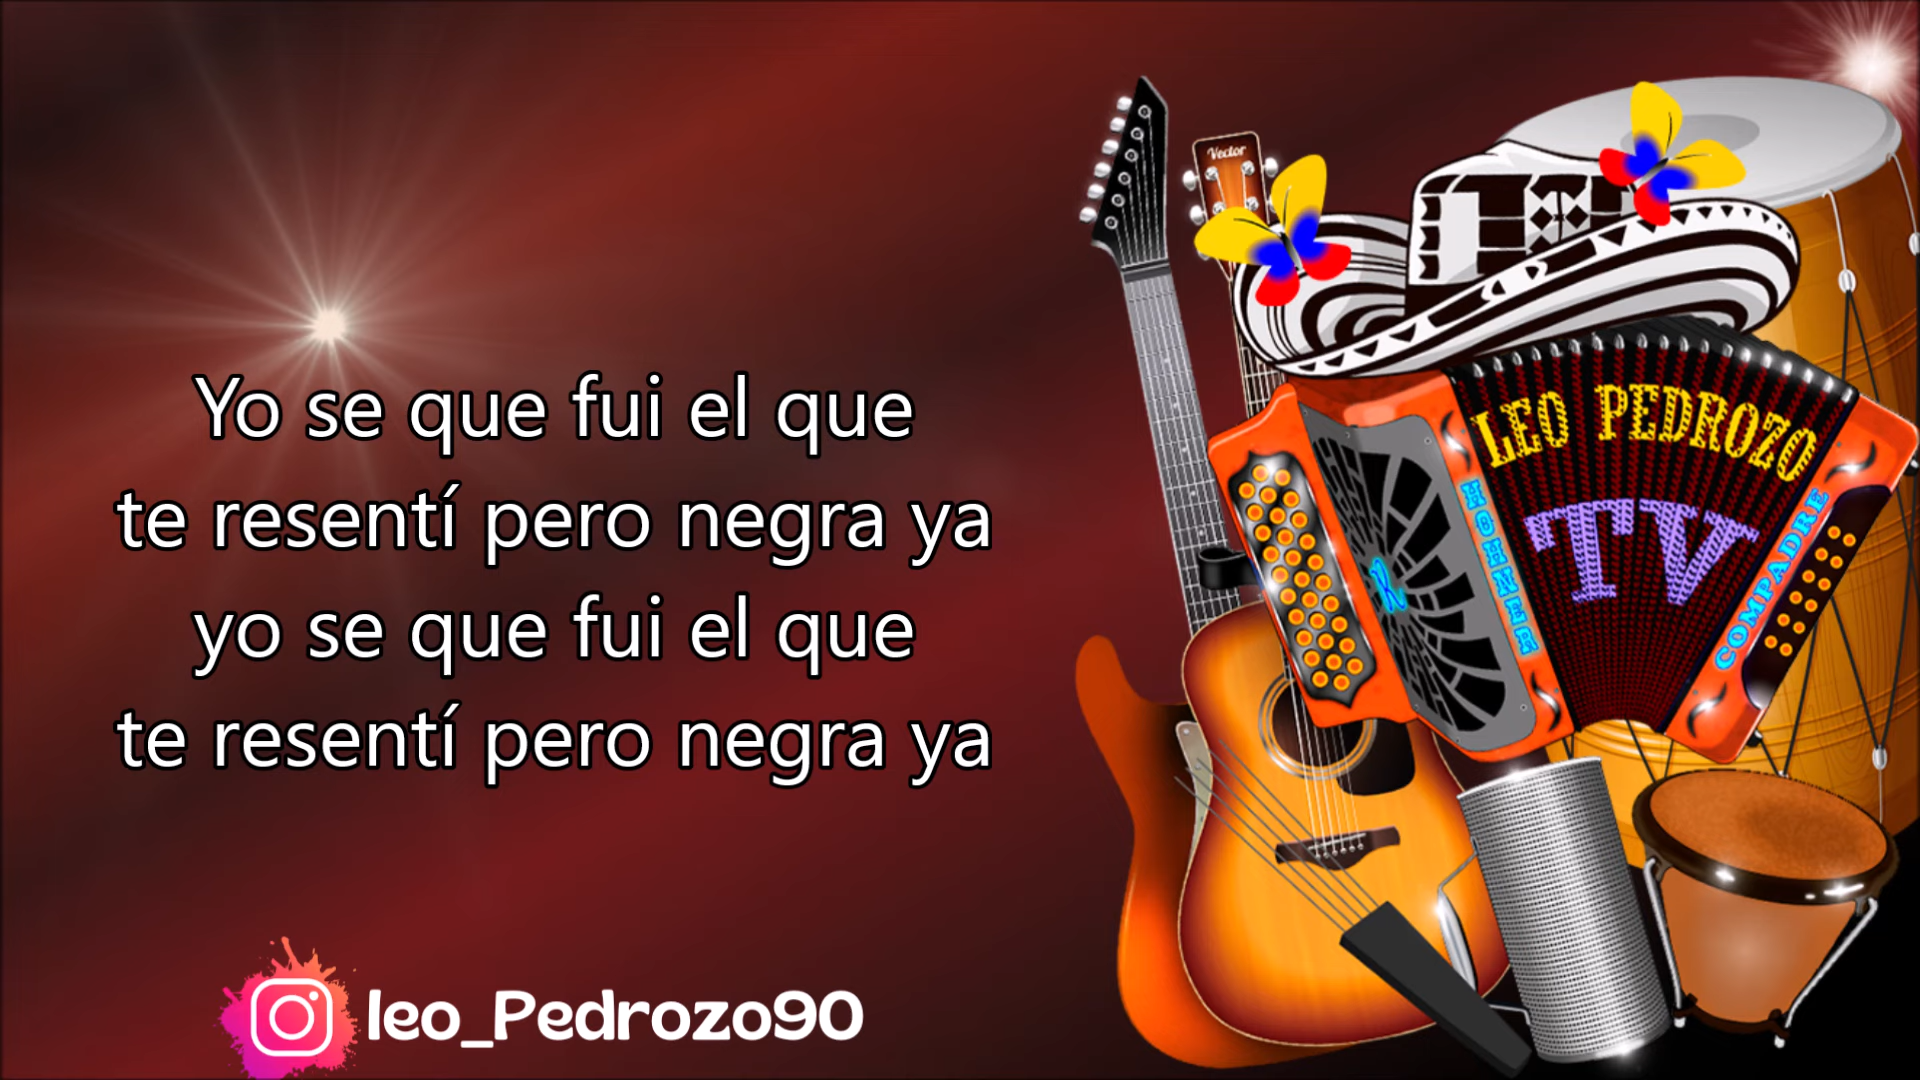 Yo se que fui el que
te resentí pero negra ya
yo se que fui el que
te resentí pero negra ya
leo_Pedrozo90
Vector
LEO PEDROZO
TV
HOHNER
COMPADRE